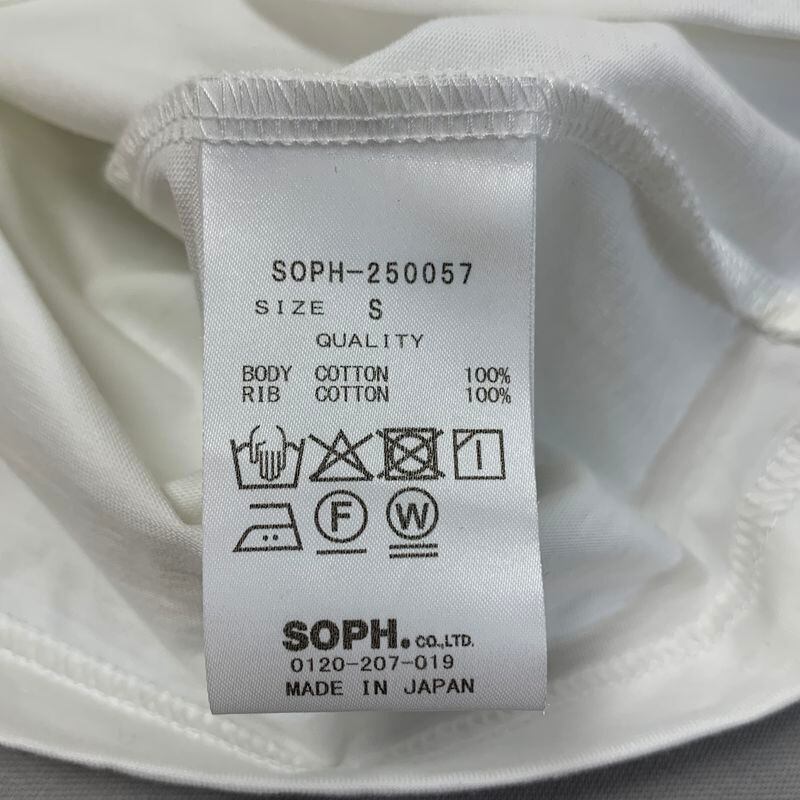 SOPH-250057
SIZE S
QUALITY
BODY COTTON 100%
RIB COTTON 100%
F W
SOPH. CO.,LTD.
0120-207-019
MADE IN JAPAN